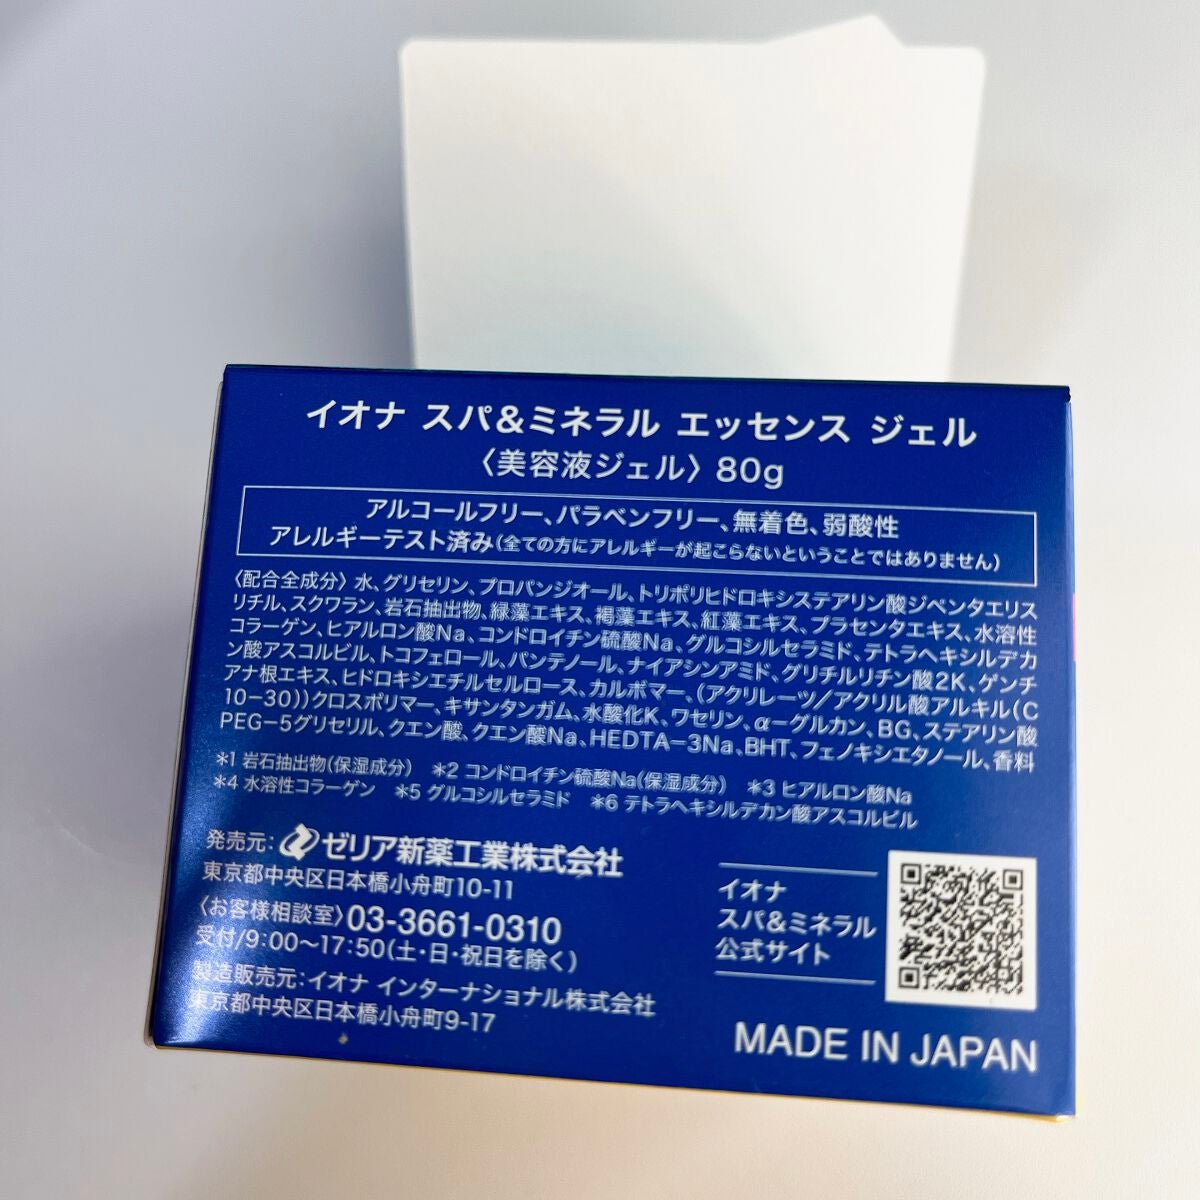 イオナ スパ&ミネラル エッセンス ジェル
〈美容液ジェル〉80g
アルコールフリー、パラベンフリー、無着色、弱酸性
アレルギーテスト済み(全ての方にアレルギーが起こらないということではありません)
〈配合全成分〉水、グリセリン、プロパンジオール、トリポリヒドロキシステアリン酸ジペンタエリス
リチル、スクワラン、岩石抽出物、緑藻エキス、褐藻エキス、紅藻エキス、プラセンタエキス、水溶性
コラーゲン、ヒアルロン酸Na、コンドロイチン硫酸Na、グルコシルセラミド、テトラヘキシルデカ
ン酸アスコルビル、トコフェロール、パンテノール、ナイアシンアミド、グリチルリチン酸2K、ゲンチ
アナ根エキス、ヒドロキシエチルセルロース、カルボマー、(アクリレーツ/アクリル酸アルキル(C
10-30))クロスポリマー、キサンタンガム、水酸化K、ワセリン、α-グルカン、BG、ステアリン酸
PEG-5グリセリル、クエン酸、クエン酸Na、HEDTA-3Na、BHT、フェノキシエタノール、香料
*1 岩石抽出物(保湿成分) *2 コンドロイチン硫酸Na(保湿成分) *3 ヒアルロン酸Na
*4 水溶性コラーゲン *5 グルコシルセラミド *6 テトラヘキシルデカン酸アスコルビル
発売元:ゼリア新薬工業株式会社
東京都中央区日本橋小舟町10-11
〈お客様相談室〉03-3661-0310
受付/9:00〜17:50(土・日・祝日を除く)
製造販売元:イオナ インターナショナル株式会社
東京都中央区日本橋小舟町9-17
イオナ
スパ&ミネラル
公式サイト
MADE IN JAPAN